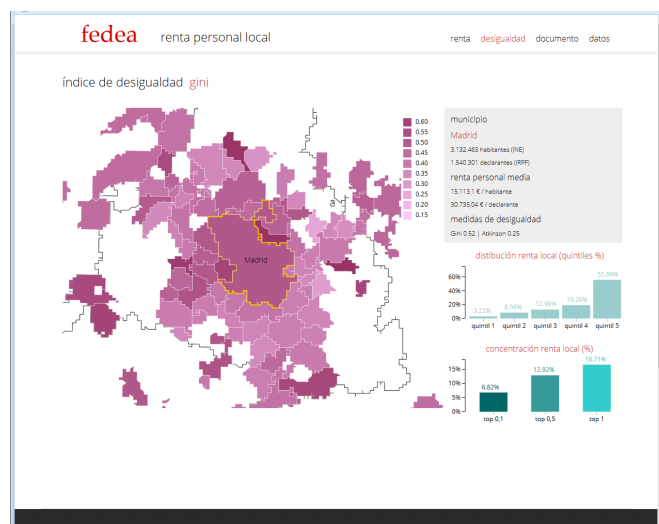 fedea
renta personal local
renta desigualdad documento datos
índice de desigualdad gini
0.60
0.55
0.50
0.45
0.40
0.35
0.30
0.25
0.20
0.15
Madrid
municipio
Madrid
3.132.463 habitantes (INE)
1.540.301 declarantes (IRPF)
renta personal media
15.113,1 € / habitante
30.735,04 € / declarante
medidas de desigualdad
Gini 0.52 | Atkinson 0.25
distibución renta local (quintiles %)
60%
40%
20%
0%
3.23%
8.56%
12.96%
19.26%
55.99%
quintil 1 quintil 2 quintil 3 quintil 4 quintil 5
concentración renta local (%)
15%
10%
5%
0%
6.82%
12.92%
16.71%
top 0,1 top 0,5 top 1